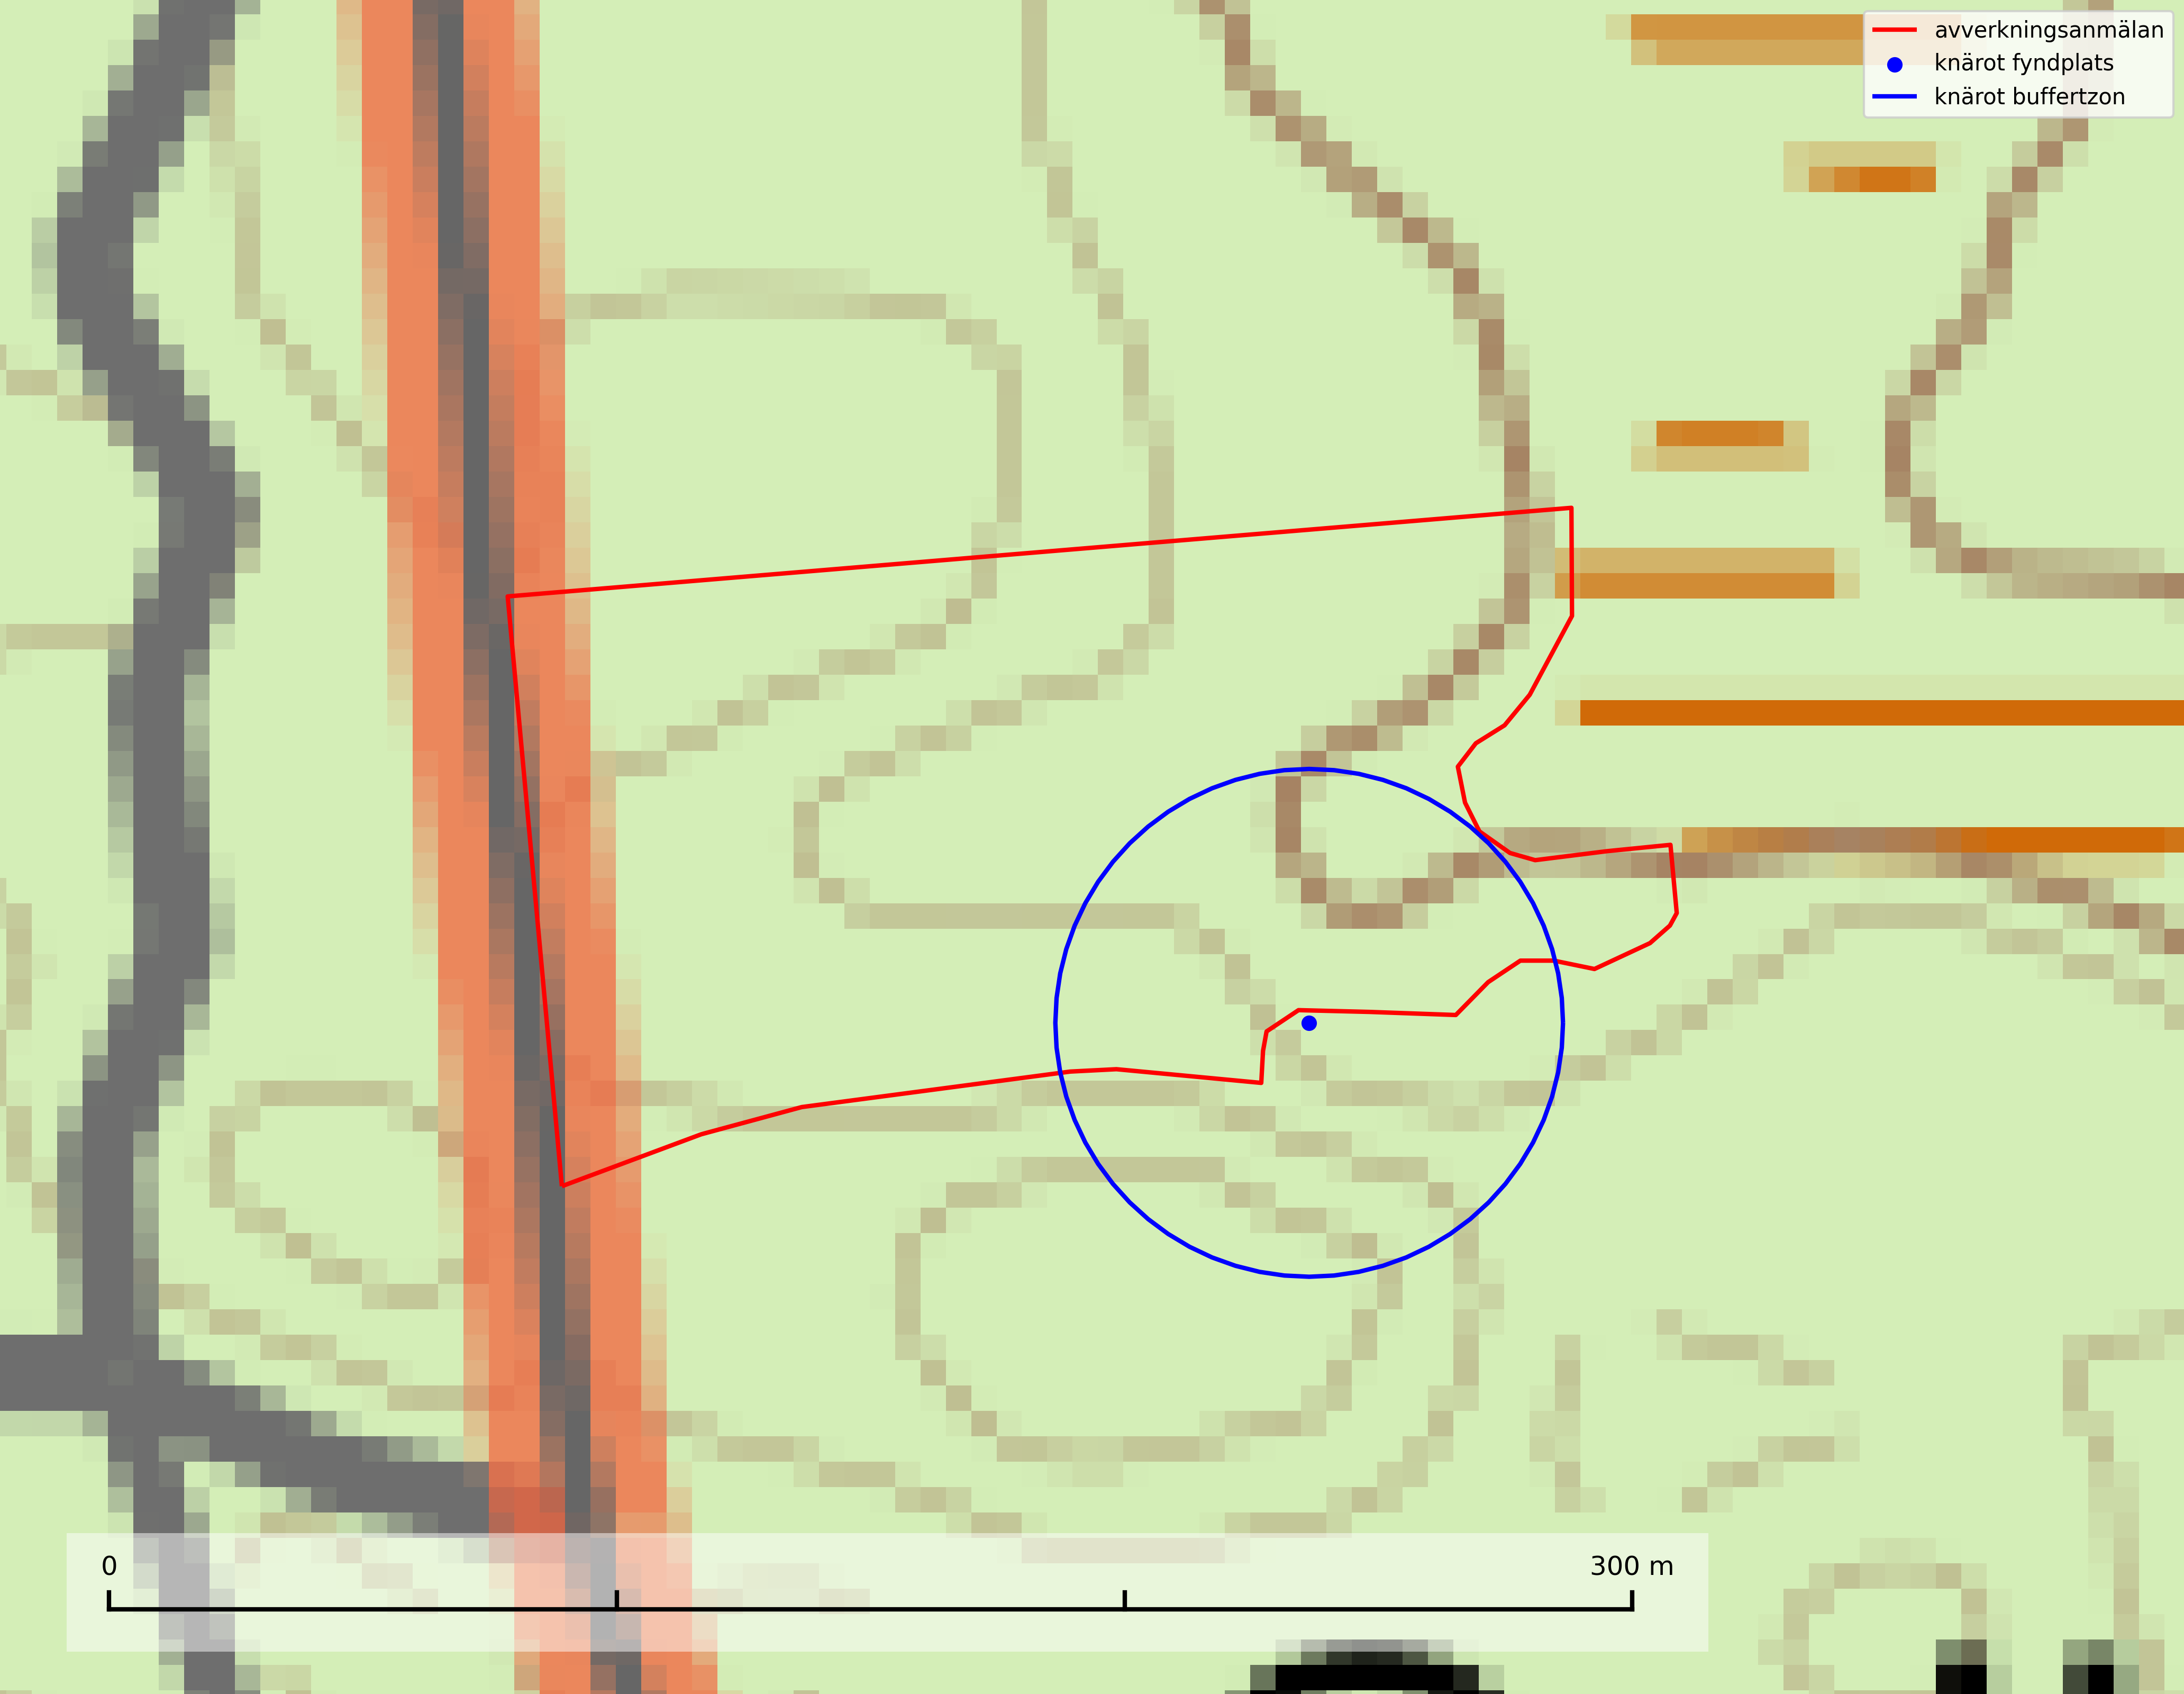 avverkningsanmälan
knärot fyndplats
knärot buffertzon
0
300 m